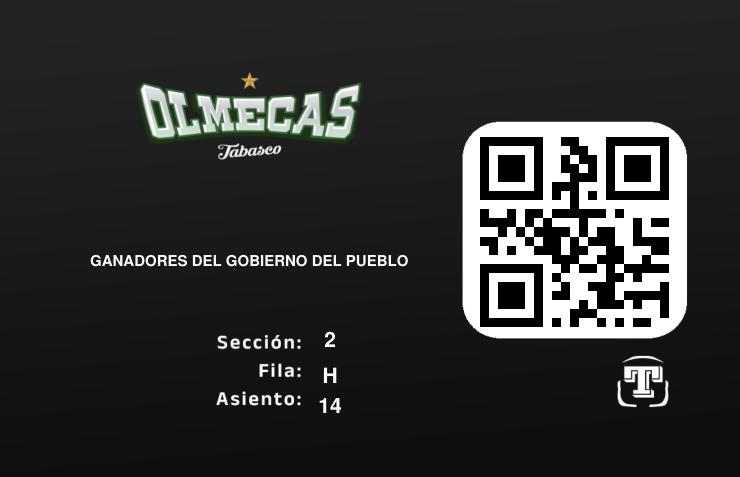 OLMECAS
Tabasco
GANADORES DEL GOBIERNO DEL PUEBLO
Sección: 2
Fila: H
Asiento: 14
T